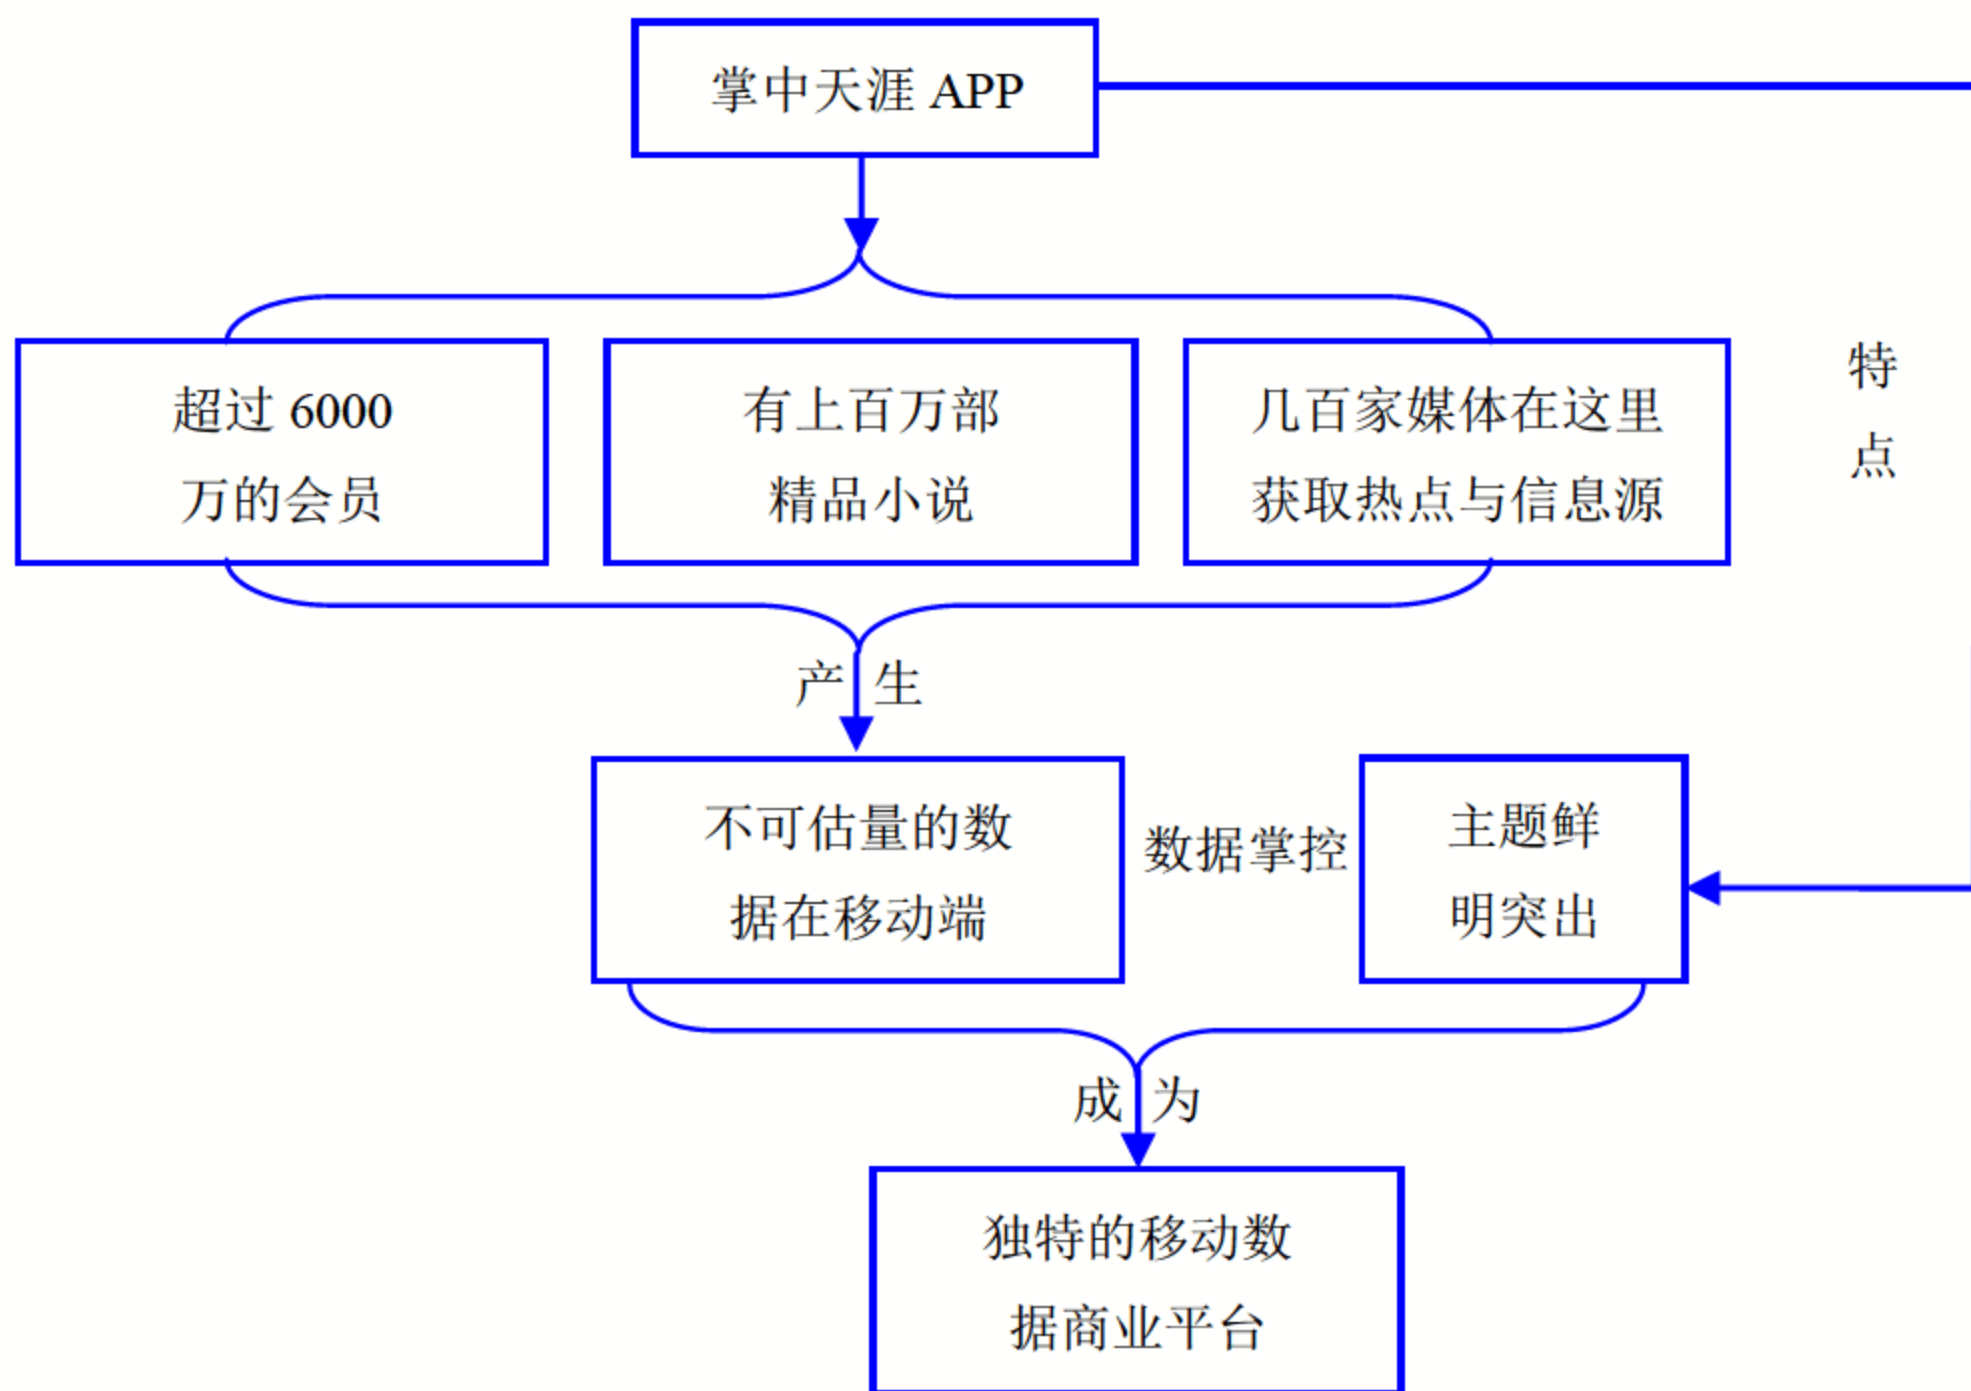 掌中天涯 APP
超过 6000
万的会员
有上百万部
精品小说
几百家媒体在这里
获取热点与信息源
特
点
产 生
不可估量的数
据在移动端
数据掌控
主题鲜
明突出
成 为
独特的移动数
据商业平台